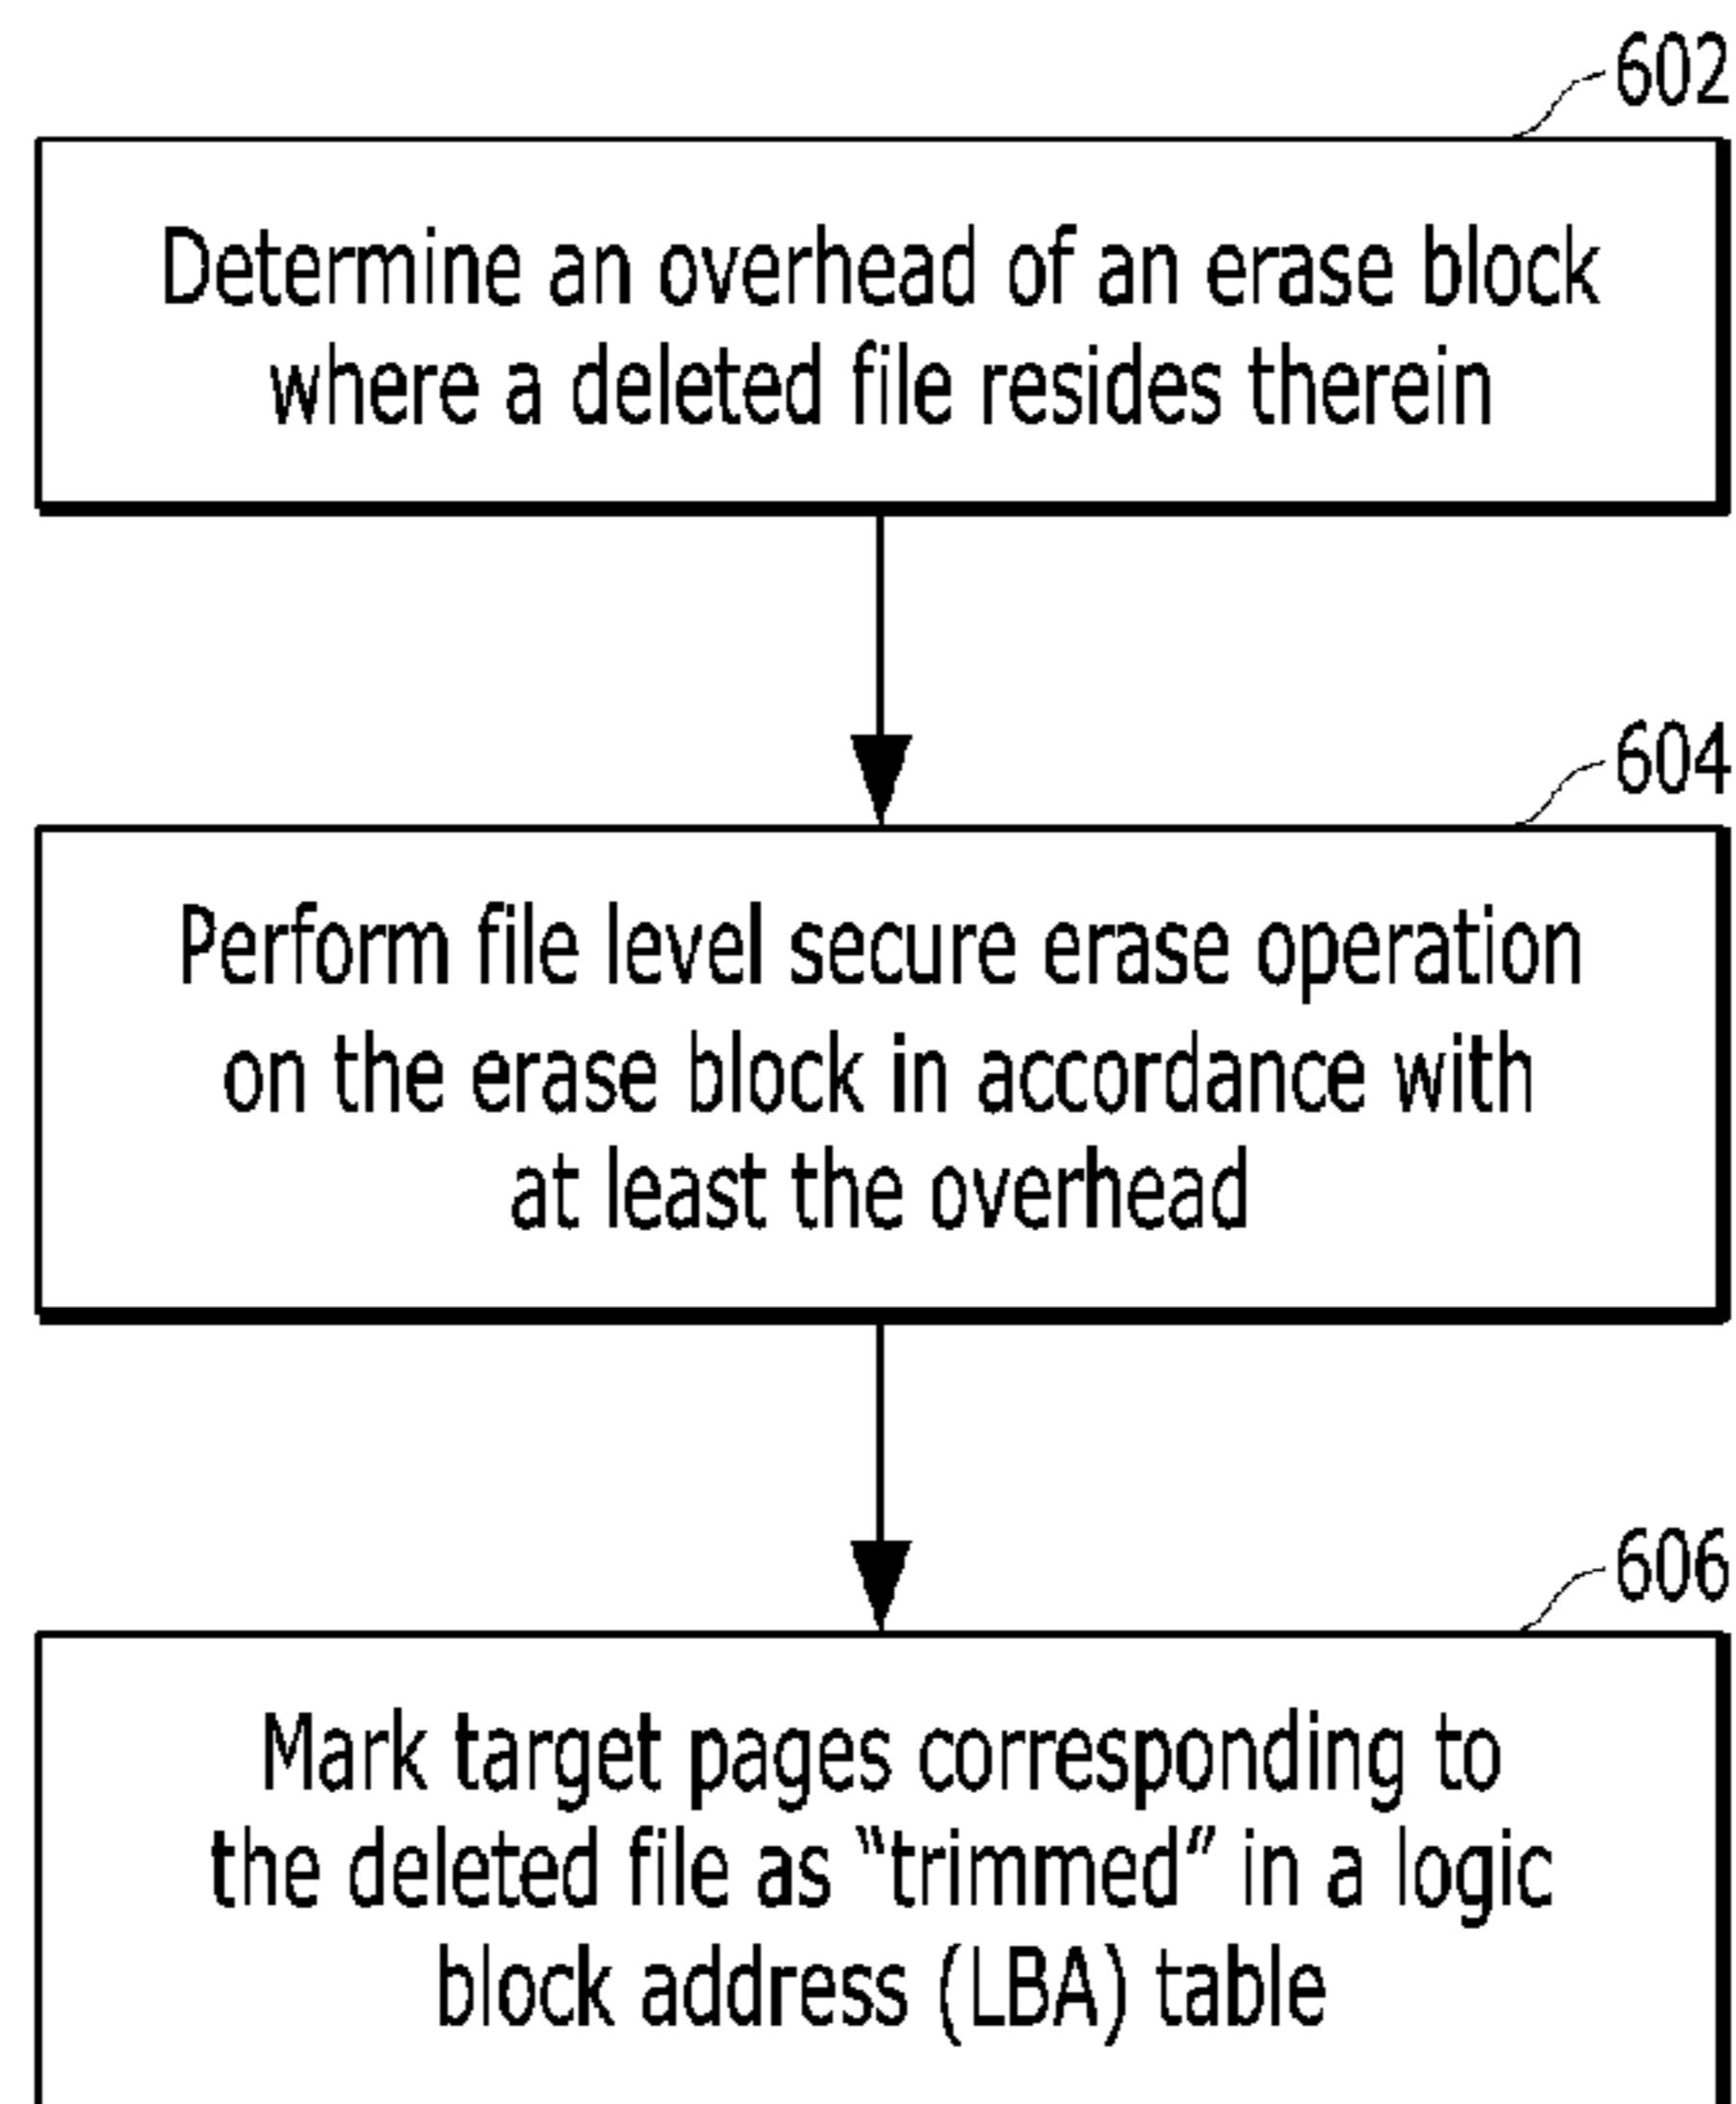 602
Determine an overhead of an erase block
where a deleted file resides therein
604
Perform file level secure erase operation
on the erase block in accordance with
at least the overhead
606
Mark target pages corresponding to
the deleted file as “trimmed” in a logic
block address (LBA) table